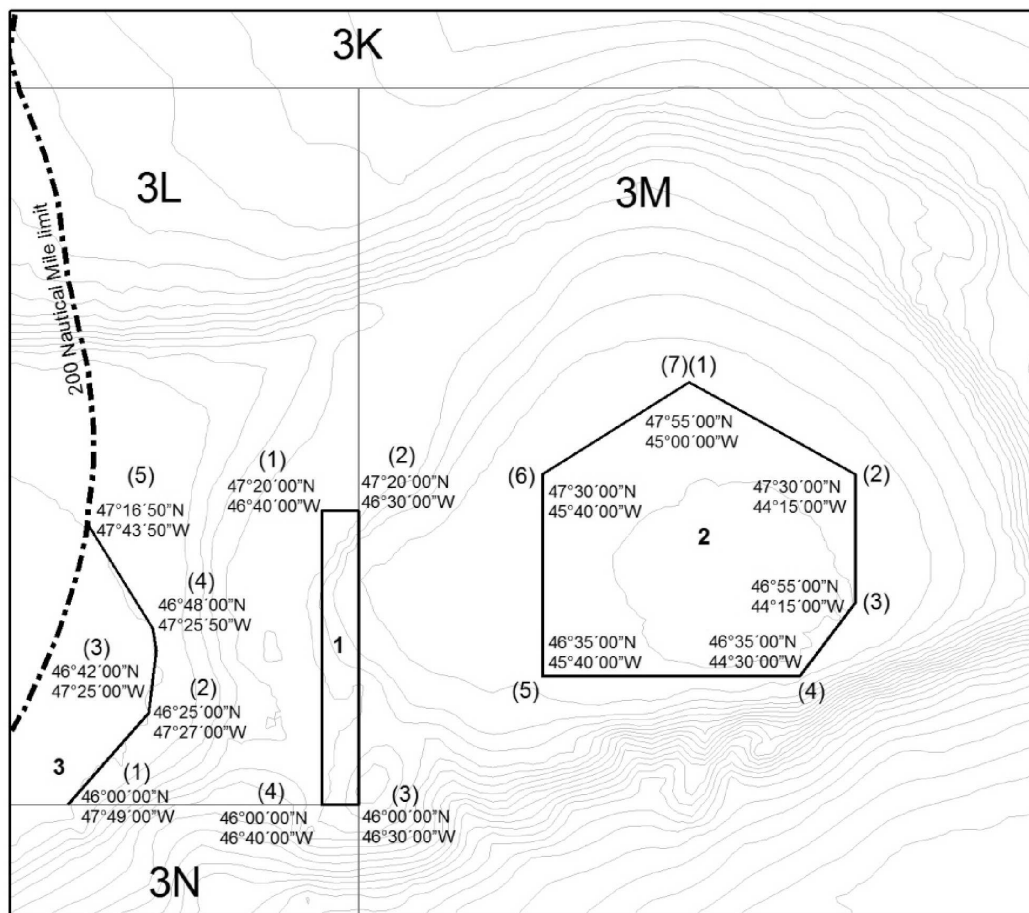 3K
3L
3M
200 Nautical Mile limit
(7)(1)
47°55´00”N
45°00´00”W
(5)
47°16´50”N
47°43´50”W
(1)
47°20´00”N
46°40´00”W
(2)
47°20´00”N
46°30´00”W
(6)
47°30´00”N
45°40´00”W
(2)
47°30´00”N
44°15´00”W
2
(4)
46°48´00”N
47°25´50”W
(3)
46°42´00”N
47°25´00”W
1
46°55´00”N
44°15´00”W
(3)
46°35´00”N
45°40´00”W
(5)
46°35´00”N
44°30´00”W
(4)
(2)
46°25´00”N
47°27´00”W
3
(1)
46°00´00”N
47°49´00”W
(4)
46°00´00”N
46°40´00”W
(3)
46°00´00”N
46°30´00”W
3N